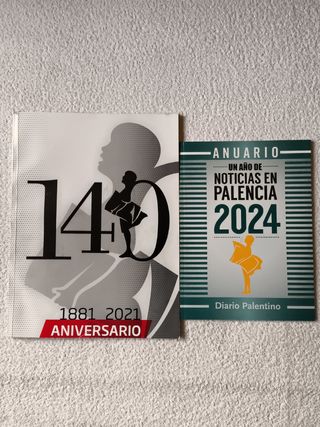 140
1881 2021
ANIVERSARIO
ANUARIO
UN AÑO DE
NOTICIAS EN
PALENCIA
2024
Diario Palentino